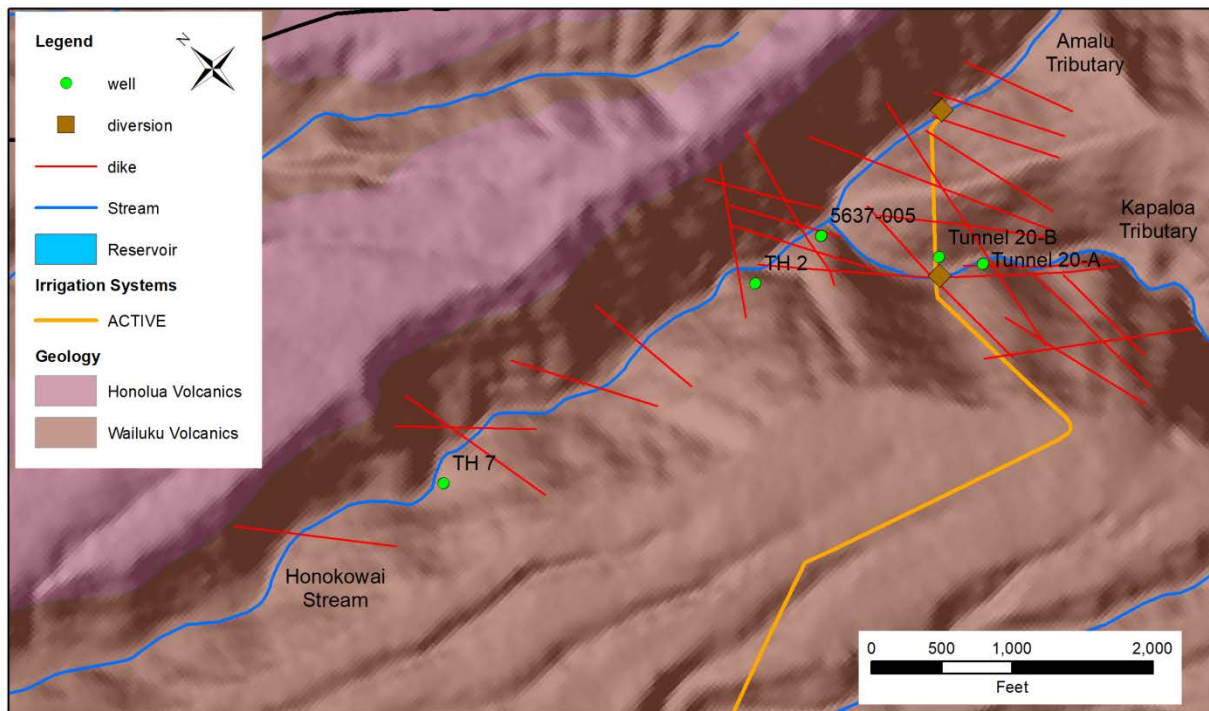 Legend
N
well
diversion
dike
Stream
Reservoir
Irrigation Systems
ACTIVE
Geology
Honolua Volcanics
Wailuku Volcanics
Amalu
Tributary
Kapaloa
Tributary
5637-005
Tunnel 20-B
Tunnel 20-A
TH 2
TH 7
Honokowai
Stream
0 500 1,000 2,000
Feet